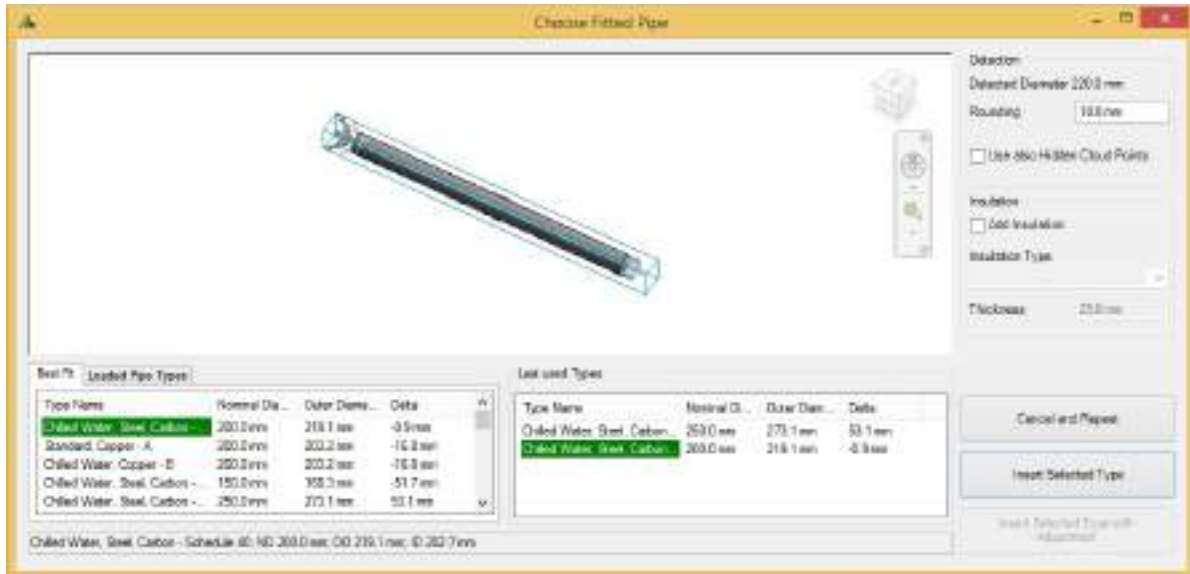 Choose Fitted Pipe
Detection
Detected Diameter 220.0 mm
Rounding 10.0 mm
Use also Hidden Cloud Points
Insulation
Add Insulation
Insulation Type
Thickness 25.0 mm
Best Fit Loaded Pipe Types
Type Name Nominal Dia... Outer Diame... Delta
Chilled Water, Steel, Carbon -... 200.0 mm 219.1 mm -0.9 mm
Standard, Copper - A 200.0 mm 203.2 mm -16.8 mm
Chilled Water, Copper - B 200.0 mm 203.2 mm -16.8 mm
Chilled Water, Steel, Carbon -... 150.0 mm 168.3 mm -51.7 mm
Chilled Water, Steel, Carbon -... 250.0 mm 273.1 mm 53.1 mm
Last used Types
Type Name Nominal Di... Outer Diam... Delta
Chilled Water, Steel, Carbon... 250.0 mm 273.1 mm 53.1 mm
Chilled Water, Steel, Carbon... 200.0 mm 219.1 mm -0.9 mm
Cancel and Repeat
Insert Selected Type
Insert Selected Type with
Adjustment
Chilled Water, Steel, Carbon - Schedule 40; ND 200.0 mm; OD 219.1 mm; ID 202.7 mm